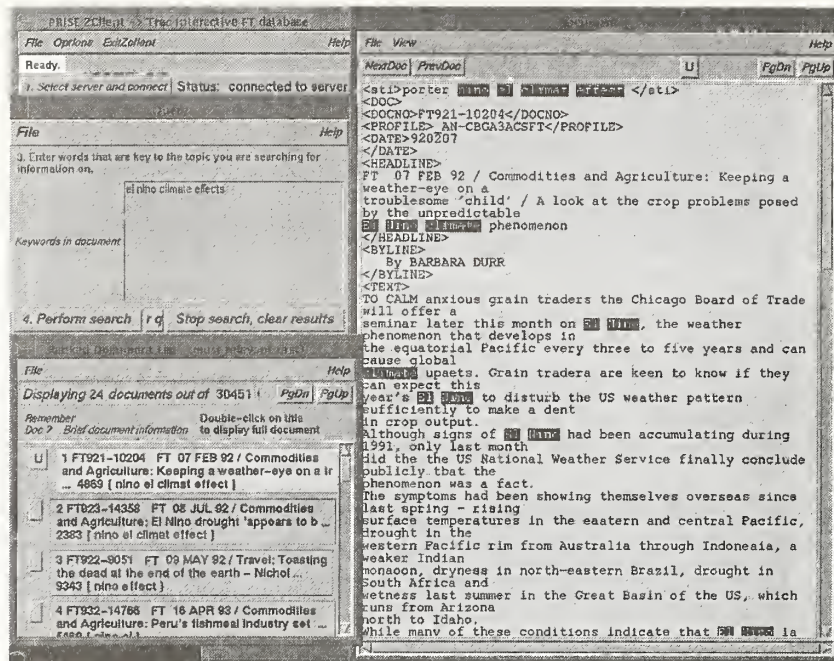 PRISE ZClient -> Trec Interactive FT database
File Options ExitZclient Help
Ready.
1. Select server and connect Status: connected to server
File Help
3. Enter words that are key to the topic you are searching for
information on.
el nino climate effects
Keywords in document
4. Perform search r q Stop search, clear results
File Help
Displaying 24 documents out of 30451 PgDn PgUp
Remember Double-click on title
Doc ? Brief document information to display full document
U 1 FT921-10204 FT 07 FEB 92 / Commodities
and Agriculture: Keeping a weather-eye on a tr
... 4869 [ nino el climat effect ]
2 FT923-14358 FT 08 JUL 92 / Commodities
and Agriculture: El Nino drought 'appears to b ...
2383 [ nino el climat effect ]
3 FT922-9051 FT 09 MAY 92 / Travel: Toasting
the dead at the end of the earth - Nichol ...
9343 [ nino effect ]
4 FT932-14766 FT 16 APR 93 / Commodities
and Agriculture: Peru's fishmeal industry set ...
File View Help
NextDoc PrevDoc U PgDn PgUp
<sti>porter nino el climat effect </sti>
<DOC>
<DOCNO>FT921-10204</DOCNO>
<PROFILE> AN-CBGA3ACSFT</PROFILE>
<DATE>920207
</DATE>
<HEADLINE>
FT 07 FEB 92 / Commodities and Agriculture: Keeping a
weather-eye on a
troublesome 'child' / A look at the crop problems posed
by the unpredictable
El Nino climate phenomenon
</HEADLINE>
<BYLINE>
By BARBARA DURR
</BYLINE>
<TEXT>
TO CALM anxious grain traders the Chicago Board of Trade
will offer a
seminar later this month on El Nino, the weather
phenomenon that develops in
the equatorial Pacific every three to five years and can
cause global
climate upsets. Grain traders are keen to know if they
can expect this
year's El Nino to disturb the US weather pattern
sufficiently to make a dent
in crop output.
Although signs of El Nino had been accumulating during
1991, only last month
did the the US National Weather Service finally conclude
publicly that the
phenomenon was a fact.
The symptoms had been showing themselves overseas since
last spring - rising
surface temperatures in the eastern and central Pacific,
drought in the
western Pacific rim from Australia through Indonesia, a
weaker Indian
monsoon, dryness in north-eastern Brazil, drought in
South Africa and
wetness last summer in the Great Basin of the US, which
runs from Arizona
north to Idaho.
While many of these conditions indicate that El Nino is